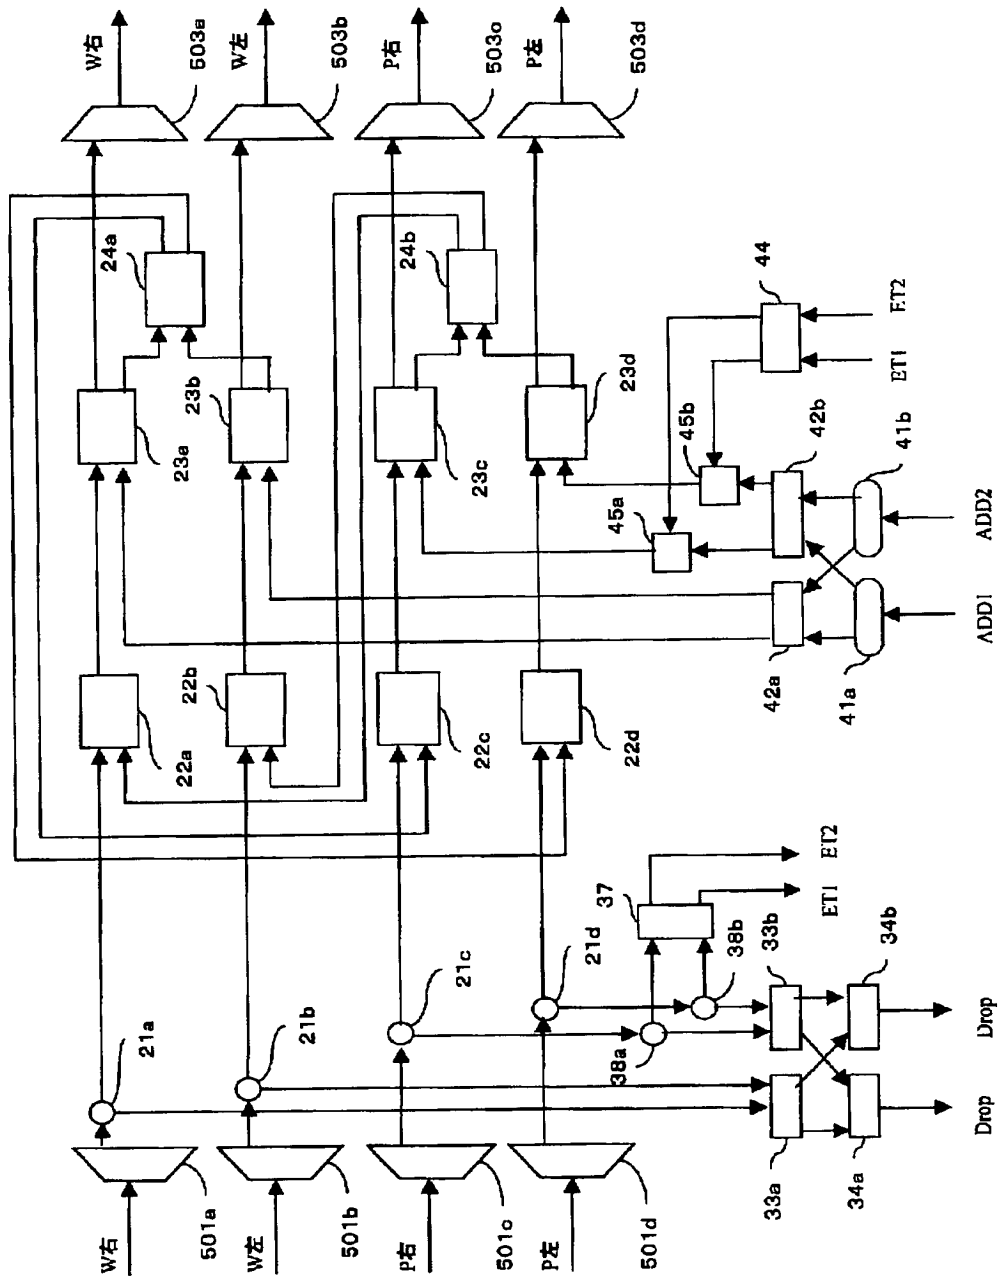 W右
503a
W左
503b
P右
503c
P左
503d
24a
24b
44
ET2
ET1
23a
23b
23c
23d
45a
45b
42b
41b
ADD2
ADD1
42a
41a
22a
22b
22c
22d
21a
21b
21c
21d
37
ET2
ET1
38a
38b
33b
34b
33a
34a
Drop
Drop
W右
501a
W左
501b
P右
501c
P左
501d